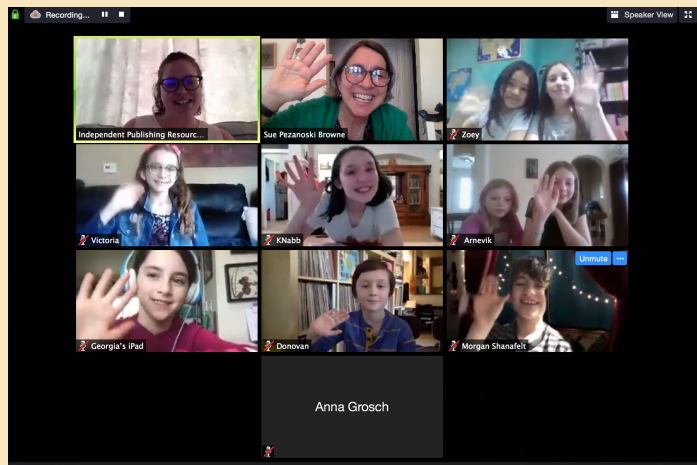 Recording...
Speaker View
Independent Publishing Resourc...
Sue Pezanoski Browne
Zoey
Victoria
KNabb
Arnevik
Unmute ...
Georgia's iPad
Donovan
Morgan Shanafelt
Anna Grosch